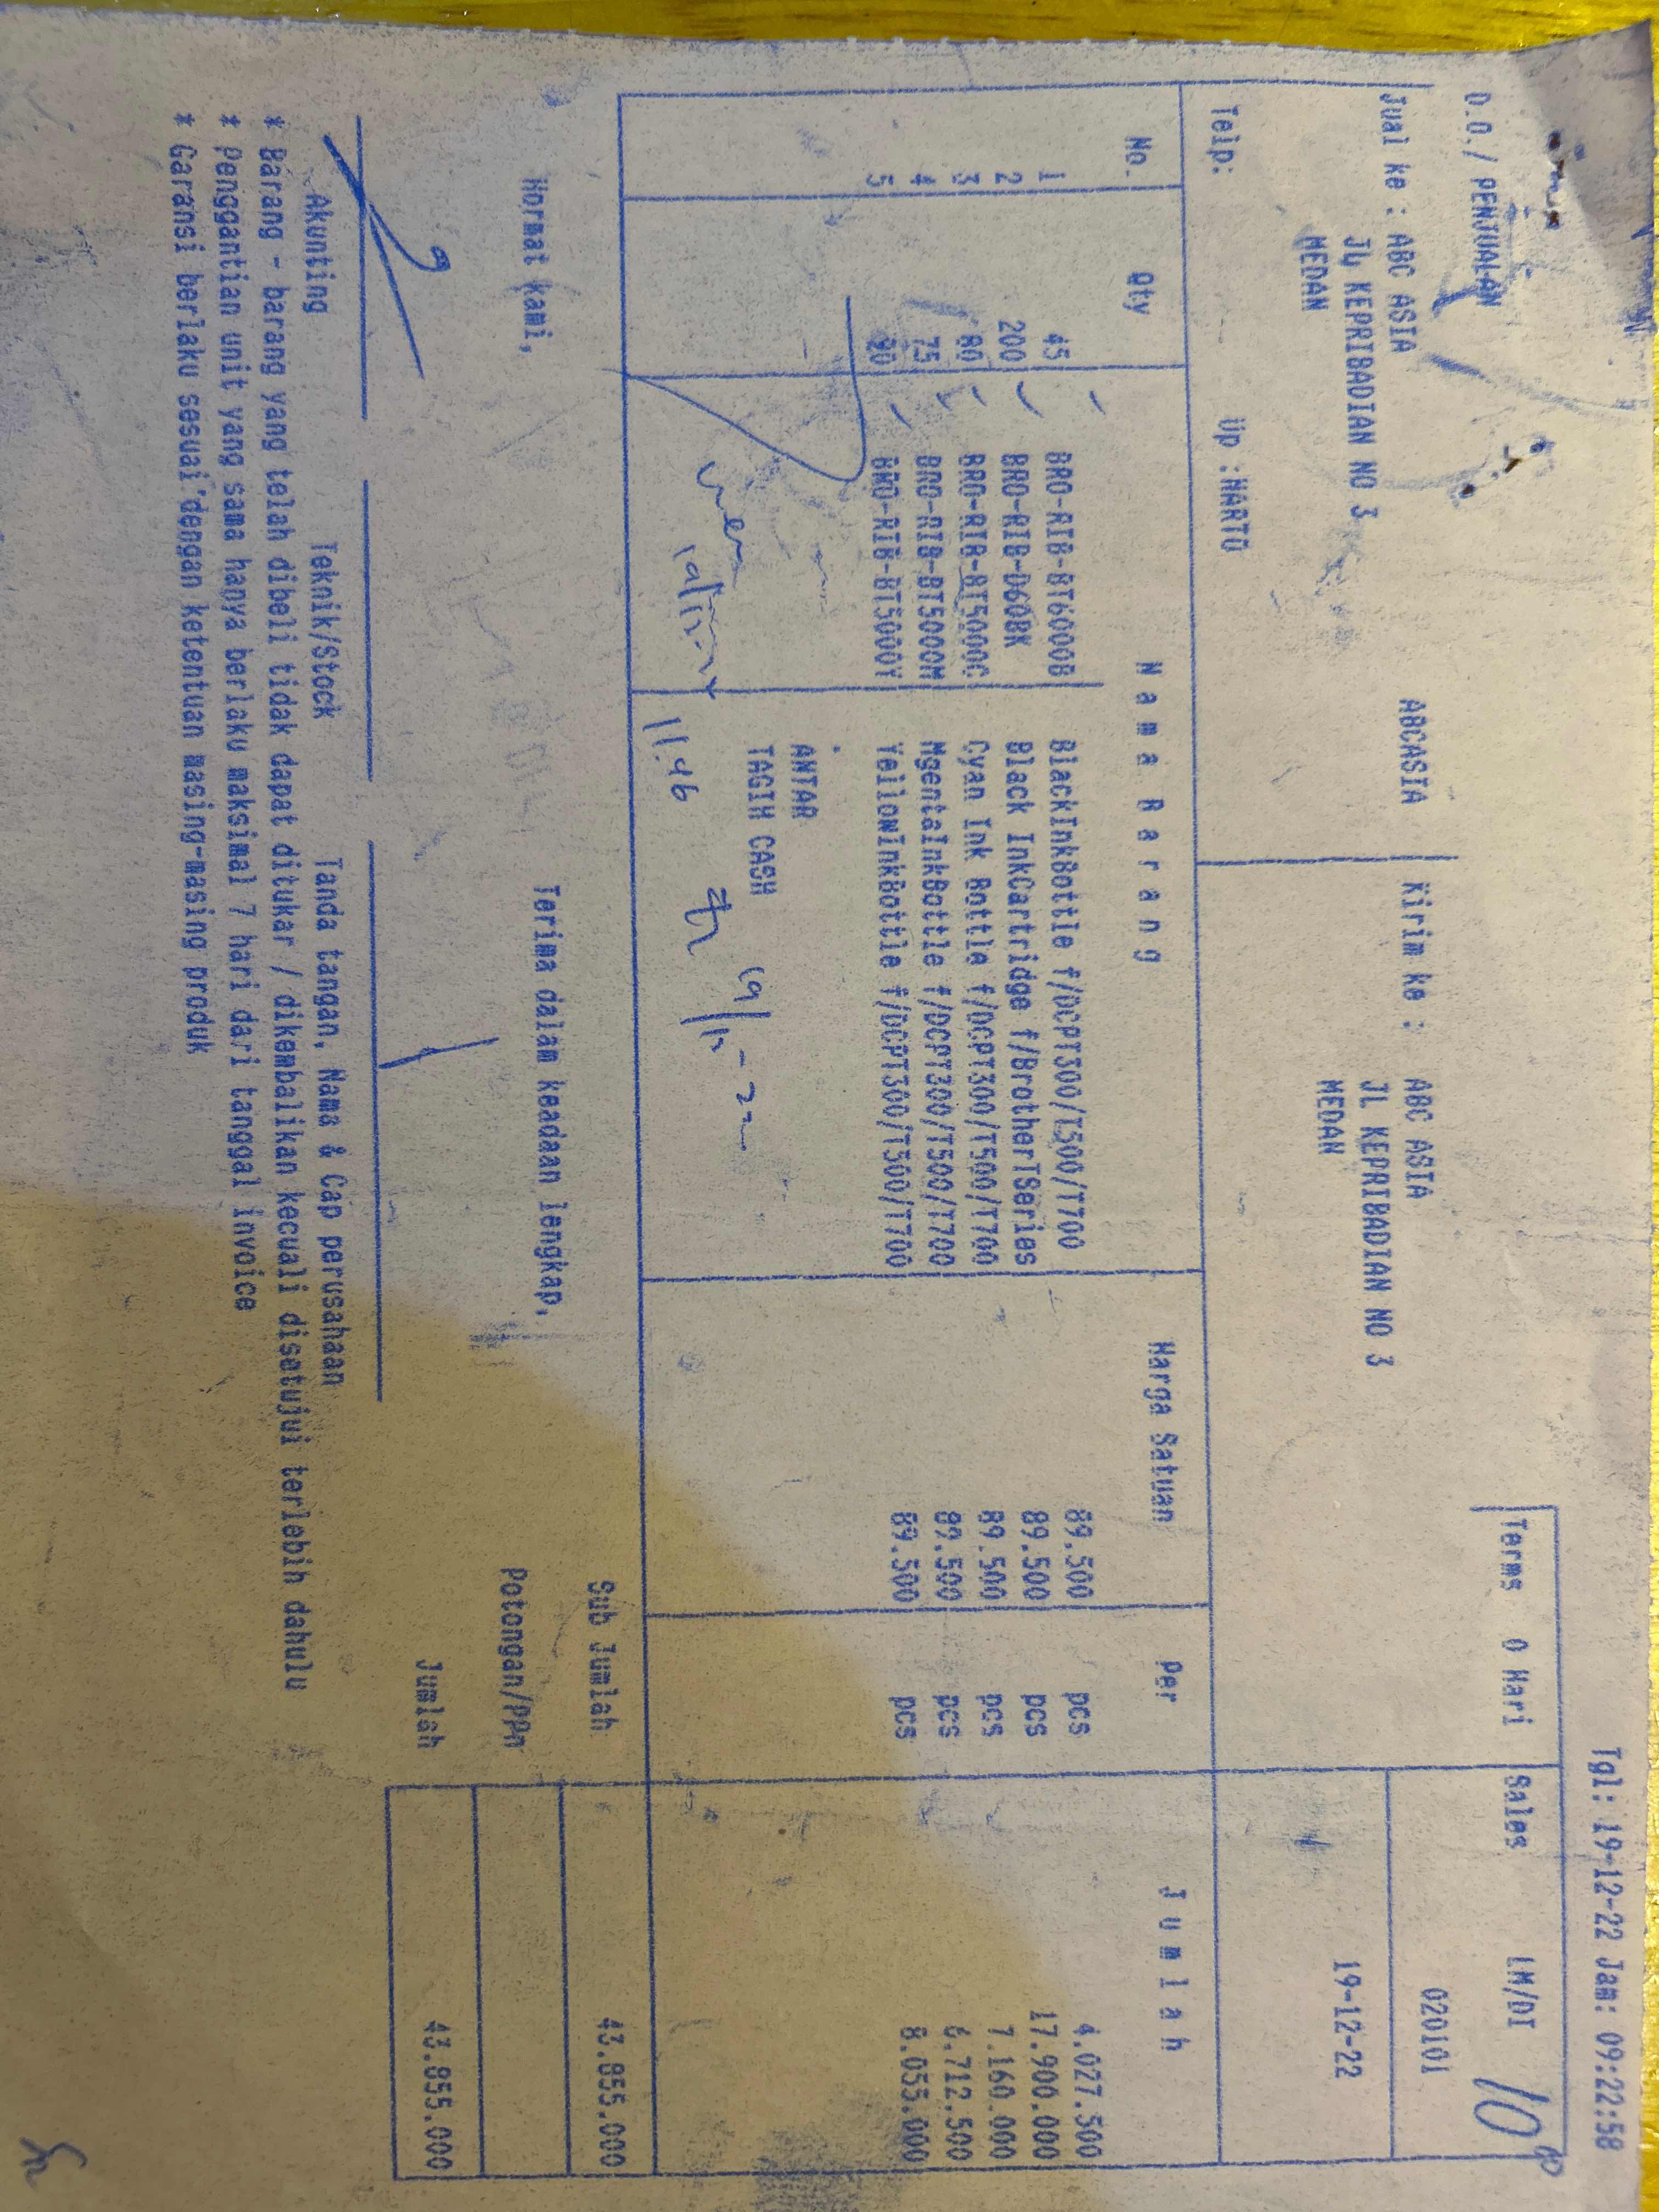 Tgl: 19-12-22 Jam: 09:22:58
D.O./ PENJUALAN
Terms 0 Hari Sales LM/DI 110
020101
Jual ke : ABC ASIA ABCASIA Kirim ke : ABC ASIA
JL KEPRIBADIAN NO 3 JL KEPRIBADIAN NO 3 19-12-22
MEDAN MEDAN
Telp: Up :HARTO
No. Qty Nama Barang Harga Satuan Per Jumlah
1 45 BRO-RIB-BT6000B BlackInkBottle f/DCPT300/T500/T700 89.500 pcs 4.027.500
2 200 BRO-RIB-D60BK Black InkCartridge f/BrotherTSeries 89.500 pcs 17.900.000
3 80 BRO-RIB-BT5000C Cyan Ink Bottle f/DCPT300/T500/T700 89.500 pcs 7.160.000
4 75 BRO-RIB-BT5000M MgentaInkBottle f/DCPT300/T500/T700 89.500 pcs 6.712.500
5 BRO-RIB-BT5000Y YellowInkBottle f/DCPT300/T500/T700 89.500 pcs 8.055.000
ANTAR
TAGIH CASH
19/12-22
11.46
Sub Jumlah 43.855.000
Hormat kami, Terima dalam keadaan lengkap,
Potongan/PPn
Jumlah 43.855.000
Akunting Teknik/Stock Tanda tangan, Nama & Cap perusahaan
* Barang - barang yang telah dibeli tidak dapat ditukar / dikembalikan kecuali disetujui terlebih dahulu
* Penggantian unit yang sama hanya berlaku maksimal 7 hari dari tanggal invoice
* Garansi berlaku sesuai dengan ketentuan masing-masing produk